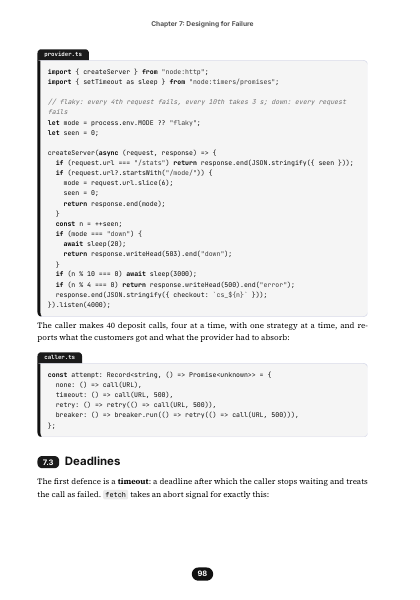 Chapter 7: Designing for Failure
provider.ts
import { createServer } from "node:http";
import { setTimeout as sleep } from "node:timers/promises";
// flaky: every 4th request fails, every 10th takes 3 s; down: every request
fails
let mode = process.env.MODE ?? "flaky";
let seen = 0;
createServer(async (request, response) => {
  if (request.url === "/stats") return response.end(JSON.stringify({ seen }));
  if (request.url?.startsWith("/mode/")) {
    mode = request.url.slice(6);
    seen = 0;
    return response.end(mode);
  }
  const n = ++seen;
  if (mode === "down") {
    await sleep(20);
    return response.writeHead(503).end("down");
  }
  if (n % 10 === 0) await sleep(3000);
  if (n % 4 === 0) return response.writeHead(500).end("error");
  response.end(JSON.stringify({ checkout: `cs_${n}` }));
}).listen(4000);
The caller makes 40 deposit calls, four at a time, with one strategy at a time, and re-
ports what the customers got and what the provider had to absorb:
caller.ts
const attempt: Record<string, () => Promise<unknown>> = {
  none: () => call(URL),
  timeout: () => call(URL, 500),
  retry: () => retry(() => call(URL, 500)),
  breaker: () => breaker.run(() => retry(() => call(URL, 500))),
};
7.3 Deadlines
The first defence is a timeout: a deadline after which the caller stops waiting and treats
the call as failed. fetch takes an abort signal for exactly this:
98